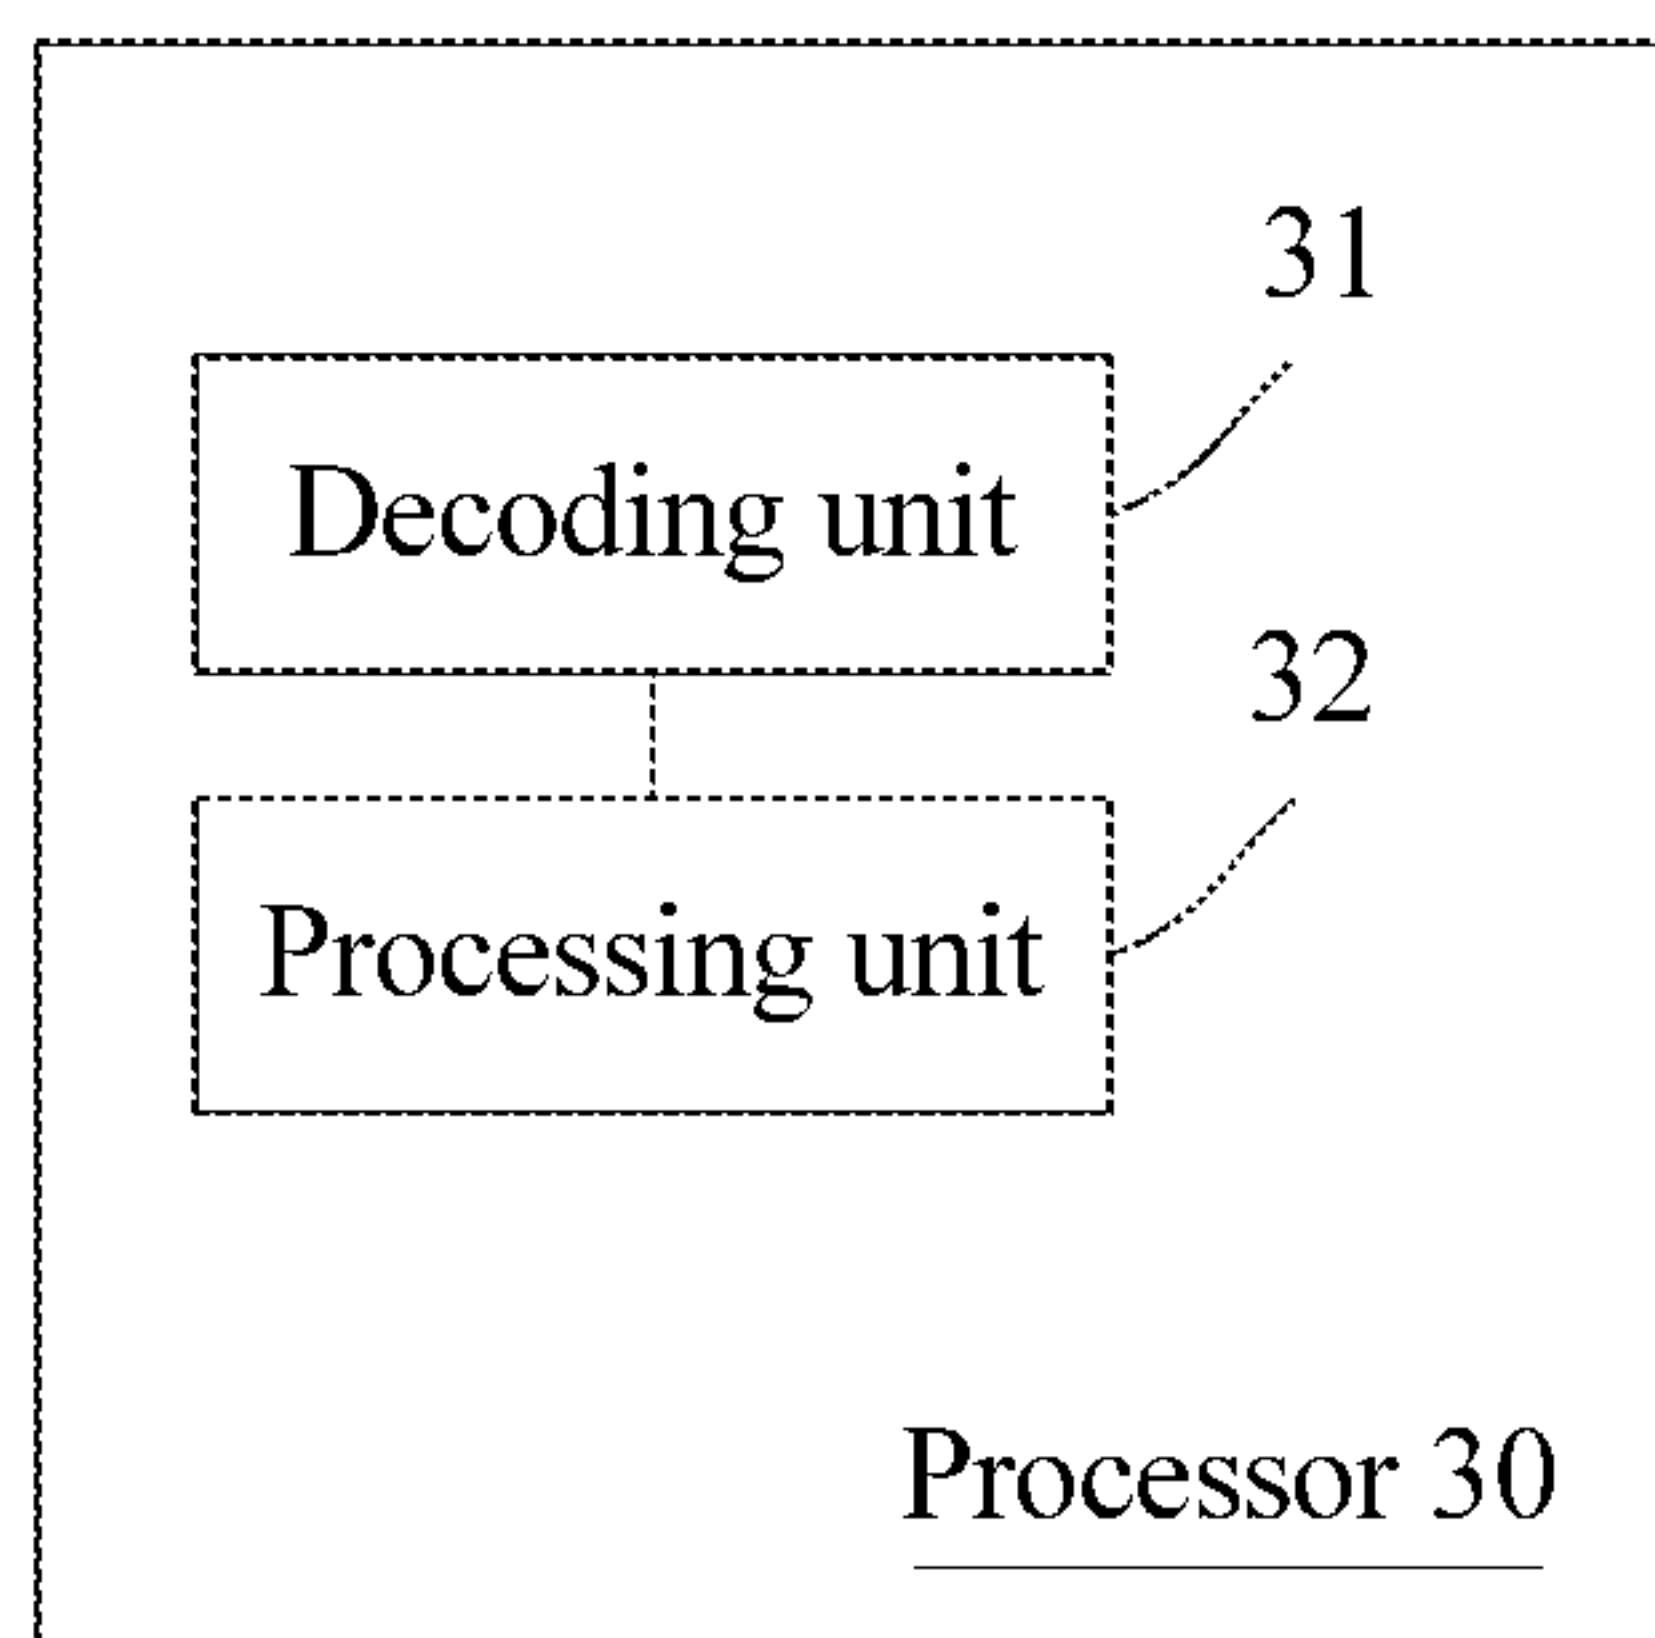 31
Decoding unit
32
Processing unit
Processor 30